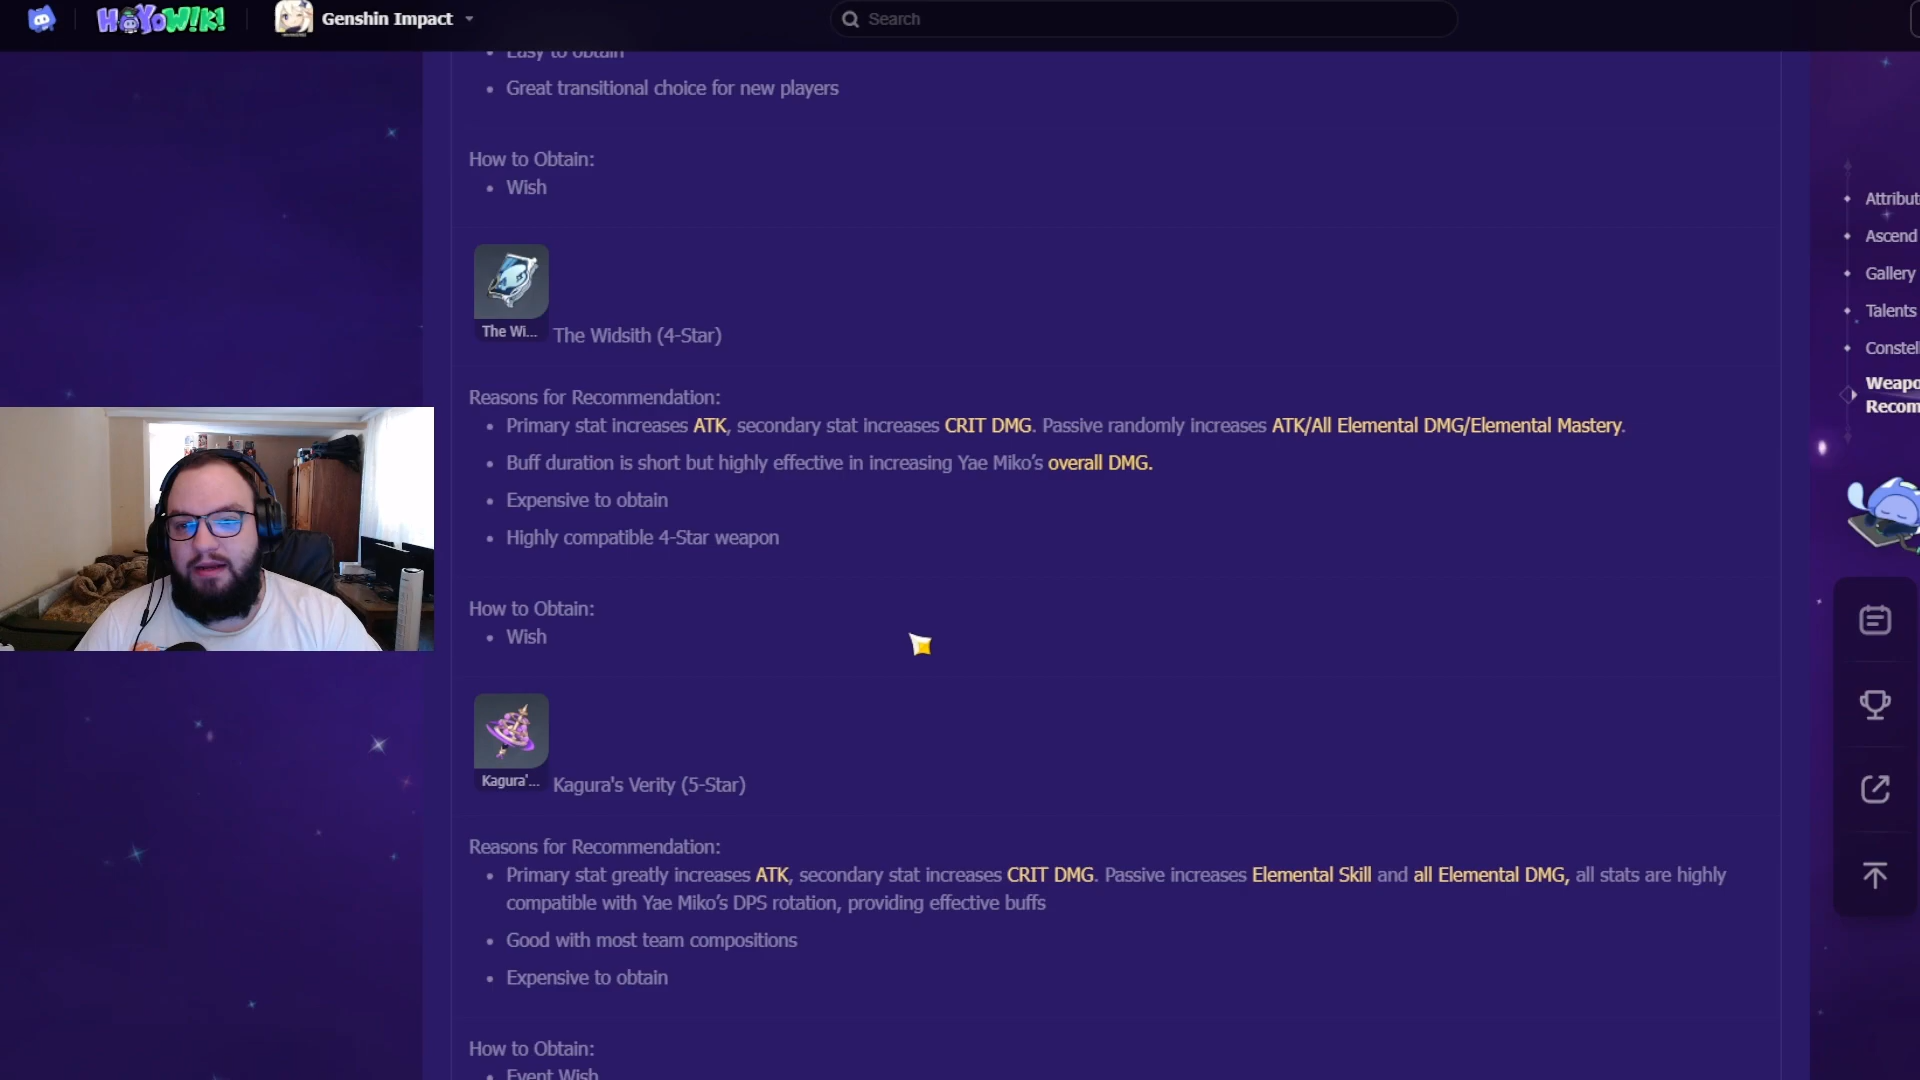 HoYoWiKi
Genshin Impact
Search
Easy to obtain
Great transitional choice for new players
How to Obtain:
Wish
The Wi...
The Widsith (4-Star)
Reasons for Recommendation:
Primary stat increases ATK, secondary stat increases CRIT DMG. Passive randomly increases ATK/All Elemental DMG/Elemental Mastery.
Buff duration is short but highly effective in increasing Yae Miko’s overall DMG.
Expensive to obtain
Highly compatible 4-Star weapon
How to Obtain:
Wish
Kagura'...
Kagura's Verity (5-Star)
Reasons for Recommendation:
Primary stat greatly increases ATK, secondary stat increases CRIT DMG. Passive increases Elemental Skill and all Elemental DMG, all stats are highly
compatible with Yae Miko’s DPS rotation, providing effective buffs
Good with most team compositions
Expensive to obtain
How to Obtain:
Event Wish
Attribut
Ascend
Gallery
Talents
Constell
Weapo
Recom